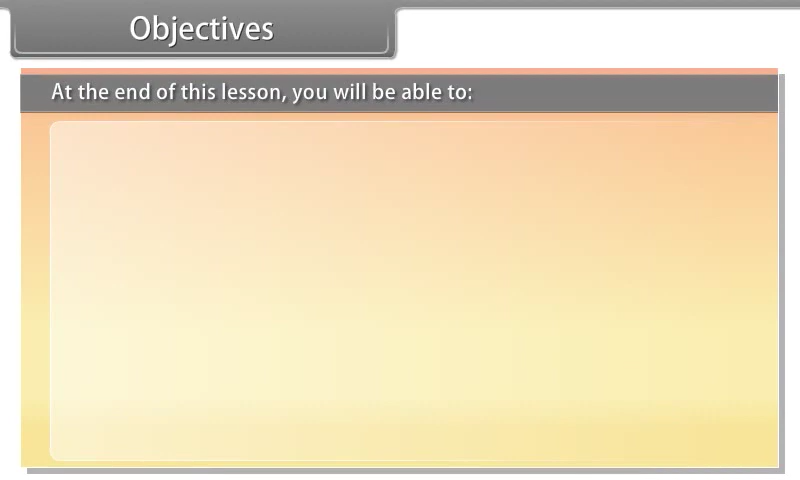 Objectives
At the end of this lesson, you will be able to: